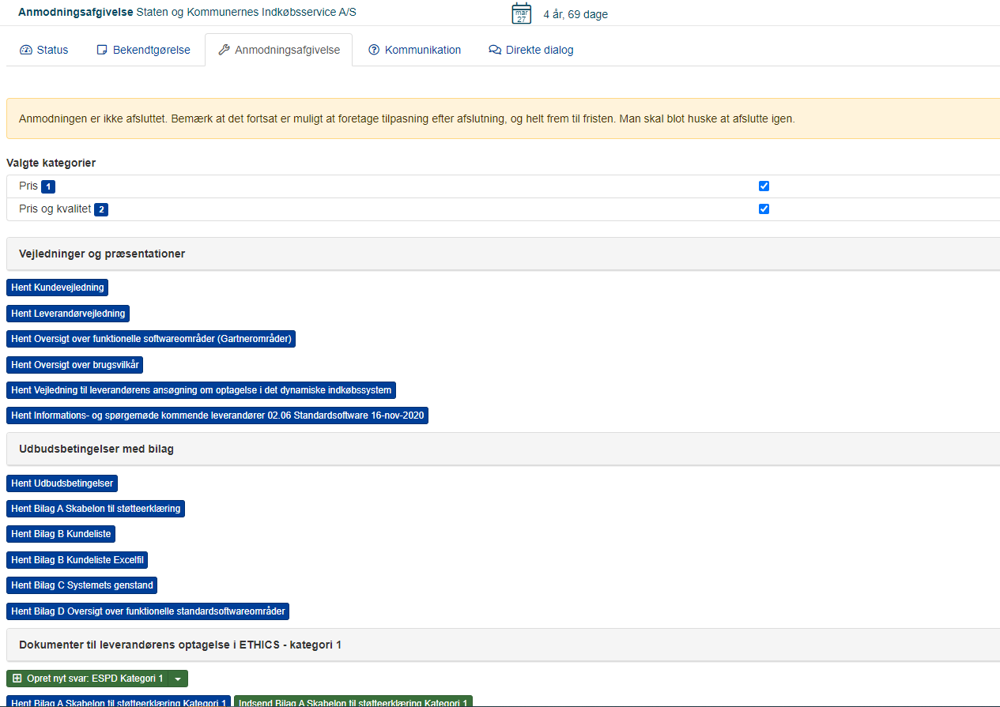 Anmodningsafgivelse Staten og Kommunernes Indkøbsservice A/S
mar
27
4 år, 69 dage
Status
Bekendtgørelse
Anmodningsafgivelse
Kommunikation
Direkte dialog
Anmodningen er ikke afsluttet. Bemærk at det fortsat er muligt at foretage tilpasning efter afslutning, og helt frem til fristen. Man skal blot huske at afslutte igen.
Valgte kategorier
Pris 1
Pris og kvalitet 2
Vejledninger og præsentationer
Hent Kundevejledning
Hent Leverandørvejledning
Hent Oversigt over funktionelle softwareområder (Gartnerområder)
Hent Oversigt over brugsvilkår
Hent Vejledning til leverandørens ansøgning om optagelse i det dynamiske indkøbssystem
Hent Informations- og spørgemøde kommende leverandører 02.06 Standardsoftware 16-nov-2020
Udbudsbetingelser med bilag
Hent Udbudsbetingelser
Hent Bilag A Skabelon til støtteerklæring
Hent Bilag B Kundeliste
Hent Bilag B Kundeliste Excelfil
Hent Bilag C Systemets genstand
Hent Bilag D Oversigt over funktionelle standardsoftwareområder
Dokumenter til leverandørens optagelse i ETHICS - kategori 1
Opret nyt svar: ESPD Kategori 1
Hent Bilag A Skabelon til støtteerklæring Kategori 1
Indsend Bilag A Skabelon til støtteerklæring Kategori 1